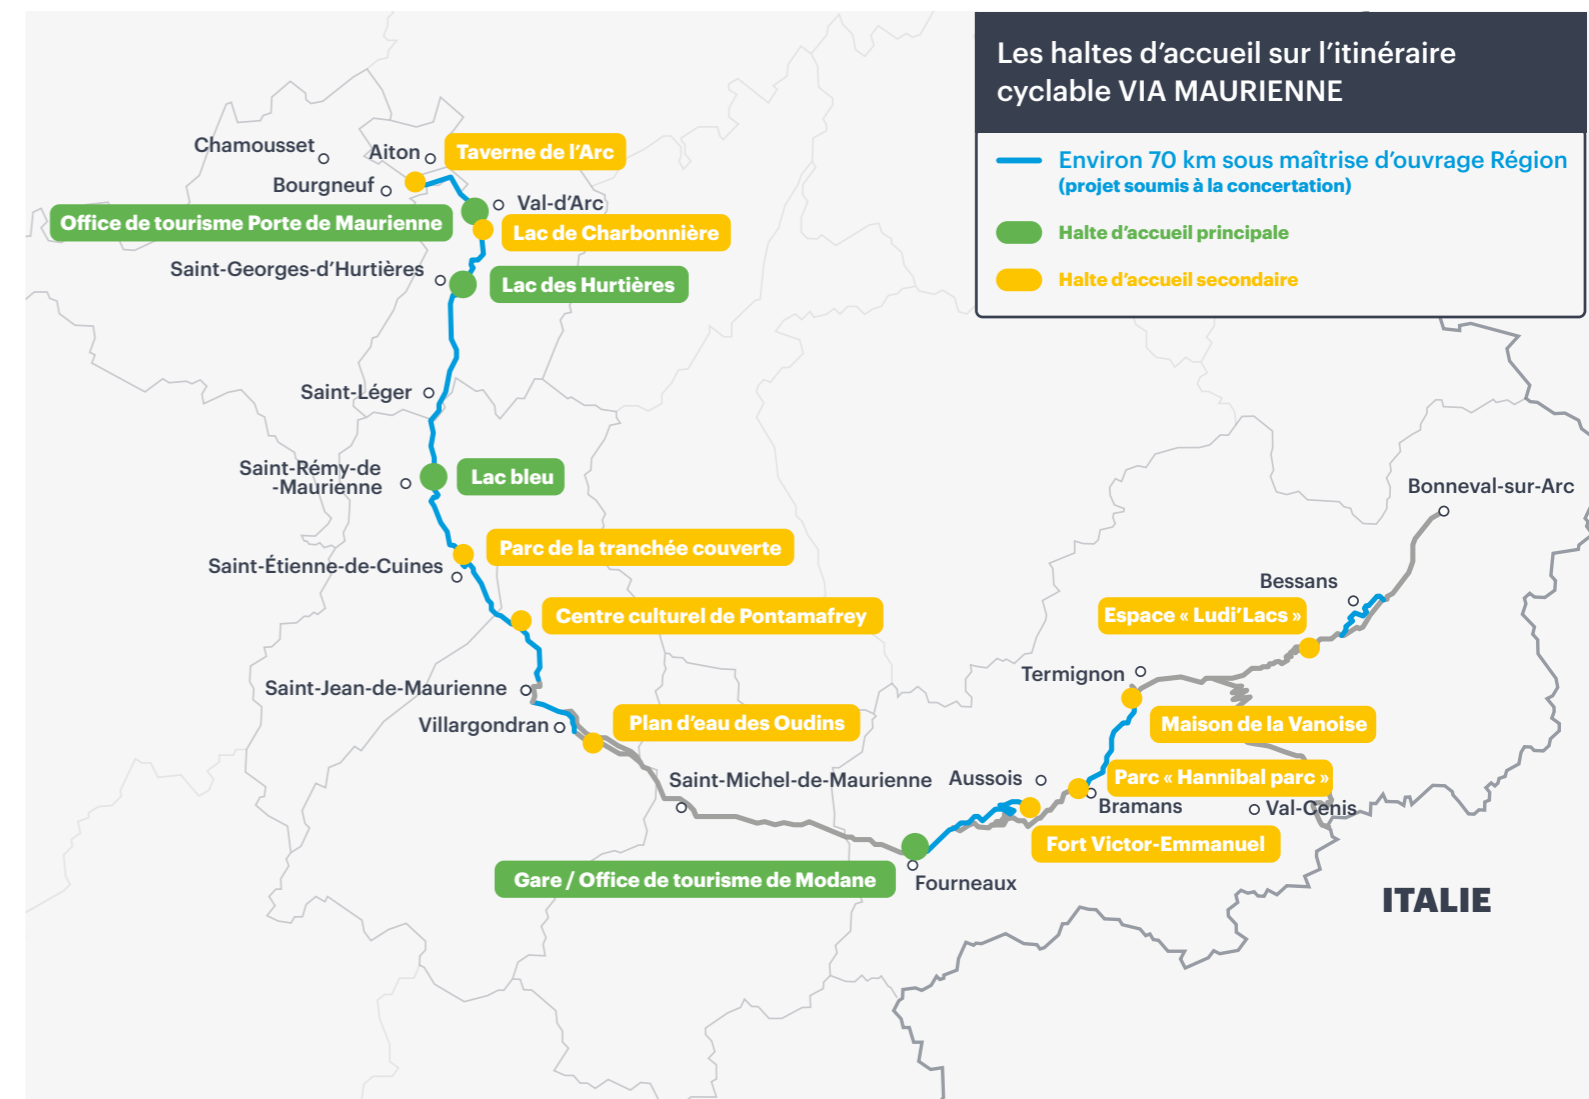 Les haltes d’accueil sur l’itinéraire
cyclable VIA MAURIENNE
Environ 70 km sous maîtrise d’ouvrage Région
(projet soumis à la concertation)
Halte d’accueil principale
Halte d’accueil secondaire
Chamousset
Aiton
Taverne de l’Arc
Bourgneuf
Val-d’Arc
Office de tourisme Porte de Maurienne
Lac de Charbonnière
Saint-Georges-d’Hurtières
Lac des Hurtières
Saint-Léger
Saint-Rémy-de
-Maurienne
Lac bleu
Parc de la tranchée couverte
Saint-Étienne-de-Cuines
Centre culturel de Pontamafrey
Saint-Jean-de-Maurienne
Villargondran
Plan d’eau des Oudins
Saint-Michel-de-Maurienne
Gare / Office de tourisme de Modane
Fourneaux
Aussois
Fort Victor-Emmanuel
Bramans
Parc « Hannibal parc »
Val-Cenis
Maison de la Vanoise
Termignon
Espace « Ludi’Lacs »
Bessans
Bonneval-sur-Arc
ITALIE